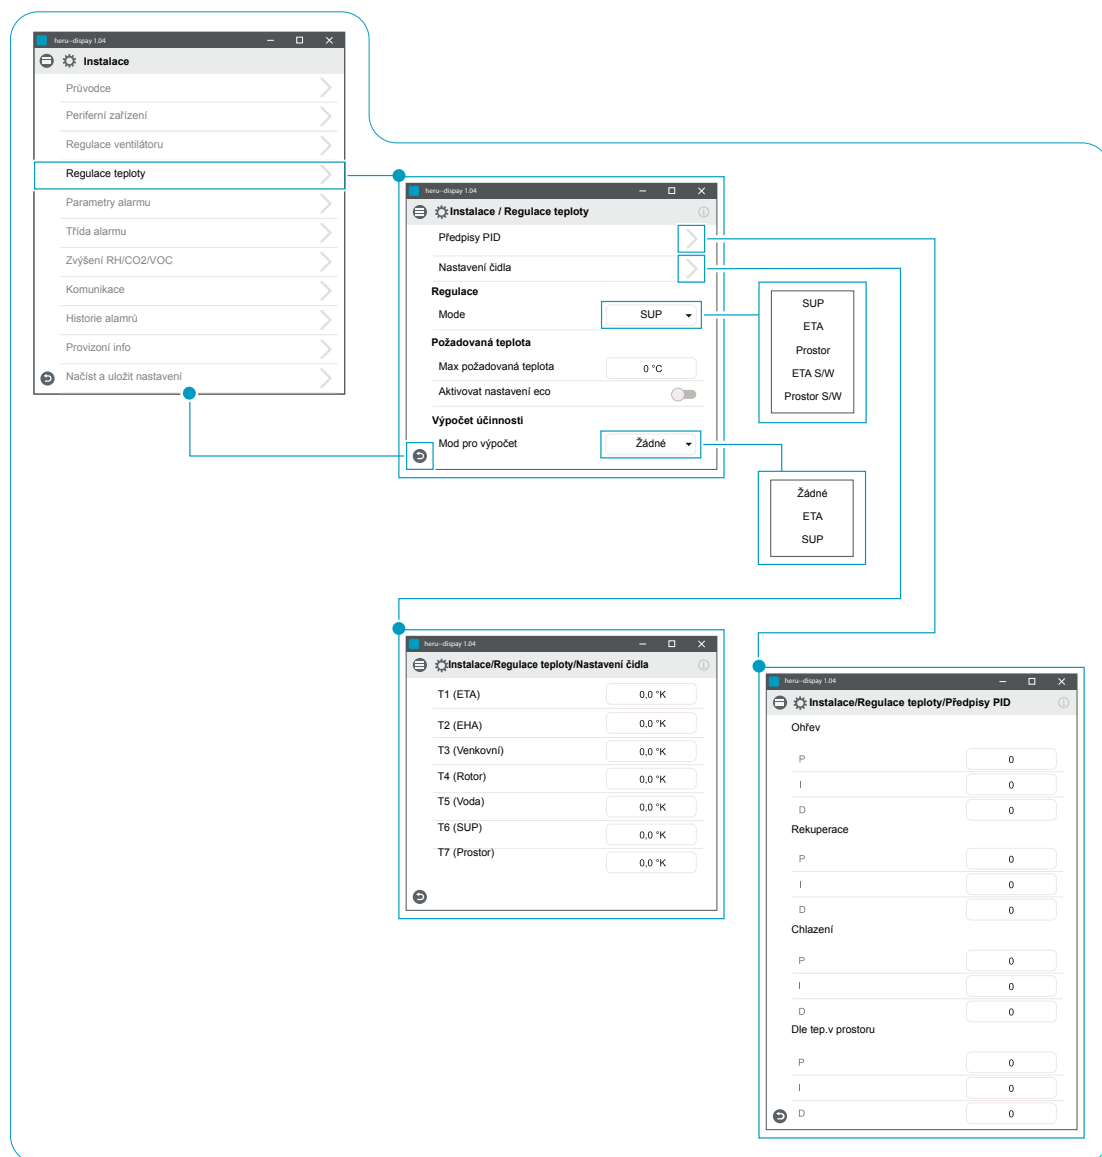 heru--dispay 1.04
Instalace
Průvodce
Periferní zařízení
Regulace ventilátoru
Regulace teploty
Parametry alarmu
Třída alarmu
Zvýšení RH/CO2/VOC
Komunikace
Historie alamrů
Provizoní info
Načíst a uložit nastavení
heru--dispay 1.04
Instalace / Regulace teploty
Předpisy PID
Nastavení čidla
Regulace
Mode SUP
Požadovaná teplota
Max požadovaná teplota 0 °C
Aktivovat nastavení eco
Výpočet účinnosti
Mod pro výpočet Žádné
SUP
ETA
Prostor
ETA S/W
Prostor S/W
Žádné
ETA
SUP
heru--dispay 1.04
Instalace/Regulace teploty/Nastavení čidla
T1 (ETA) 0,0 °K
T2 (EHA) 0,0 °K
T3 (Venkovní) 0,0 °K
T4 (Rotor) 0,0 °K
T5 (Voda) 0,0 °K
T6 (SUP) 0,0 °K
T7 (Prostor) 0,0 °K
heru--dispay 1.04
Instalace/Regulace teploty/Předpisy PID
Ohřev
P 0
I 0
D 0
Rekuperace
P 0
I 0
D 0
Chlazení
P 0
I 0
D 0
Dle tep.v prostoru
P 0
I 0
D 0